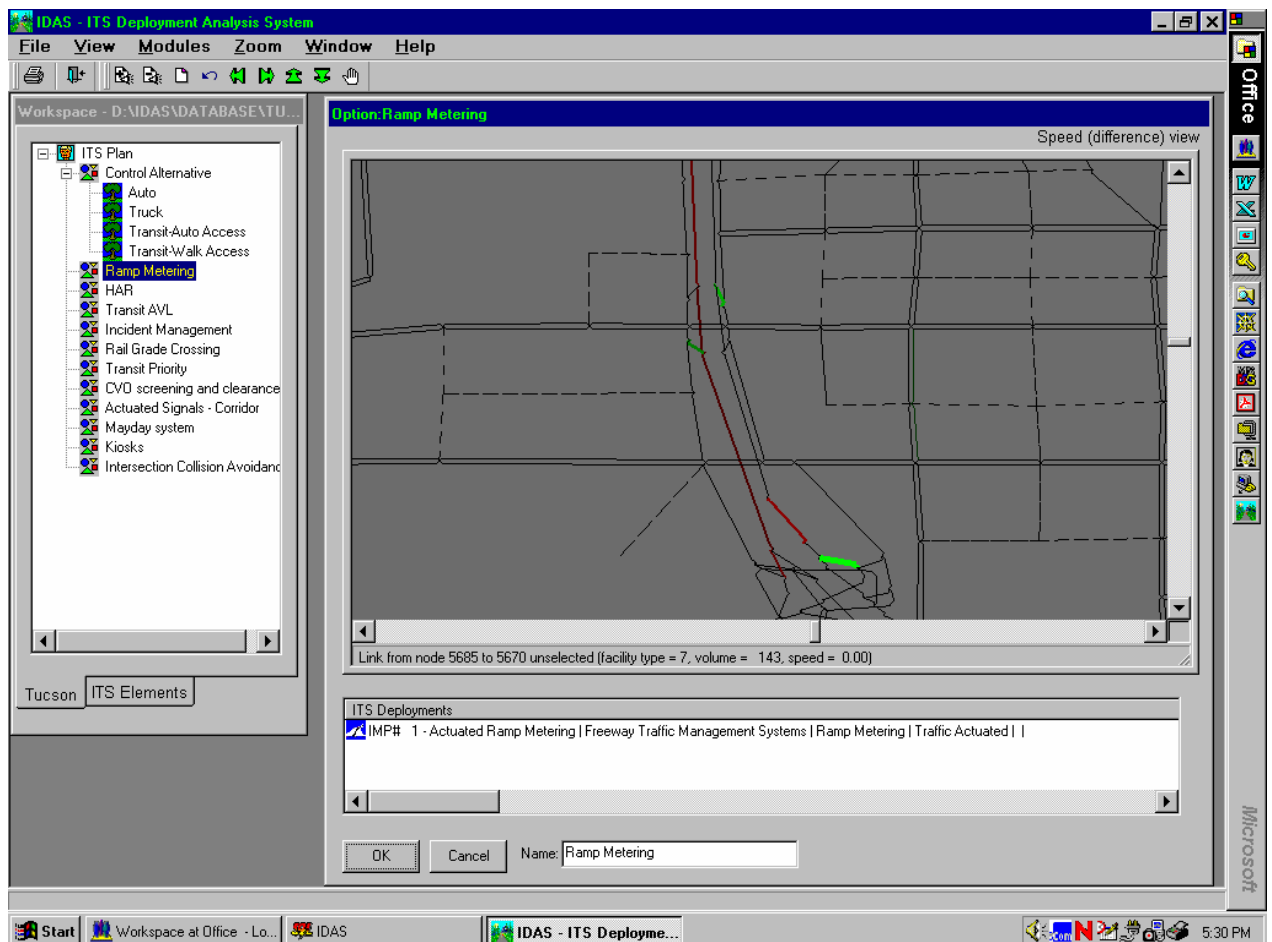 IDAS - ITS Deployment Analysis System
File View Modules Zoom Window Help
Workspace - D:\IDAS\DATABASE\TU...
ITS Plan
Control Alternative
Auto
Truck
Transit-Auto Access
Transit-Walk Access
Ramp Metering
HAR
Transit AVL
Incident Management
Rail Grade Crossing
Transit Priority
CVO screening and clearance
Actuated Signals - Corridor
Mayday system
Kiosks
Intersection Collision Avoidanc
Tucson ITS Elements
Option:Ramp Metering
Speed (difference) view
Link from node 5685 to 5670 unselected (facility type = 7, volume = 143, speed = 0.00)
ITS Deployments
IMP# 1 - Actuated Ramp Metering | Freeway Traffic Management Systems | Ramp Metering | Traffic Actuated | |
OK Cancel Name: Ramp Metering
Office
Microsoft
Start Workspace at Office - Lo... IDAS IDAS - ITS Deployme... 5:30 PM